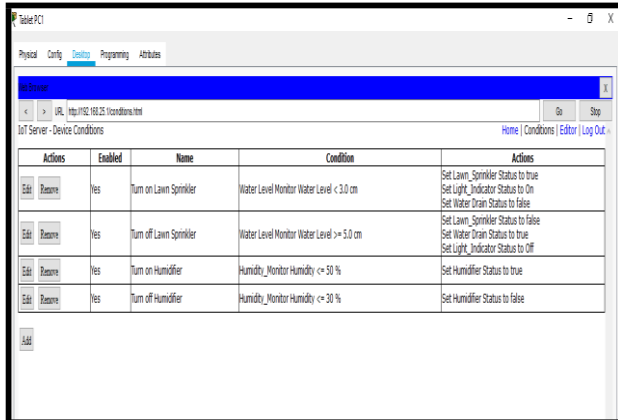 Tablet PC1
Physical Config Desktop Programming Attributes
Web Browser X
< > URL http://192.168.25.1/conditions.html Go Stop
IoT Server - Device Conditions Home | Conditions | Editor | Log Out
Actions Enabled Name Condition Actions
Edit Remove Yes Turn on Lawn Sprinkler Water Level Monitor Water Level < 3.0 cm Set Lawn_Sprinkler Status to true
Set Light_Indicator Status to On
Set Water Drain Status to false
Edit Remove Yes Turn off Lawn Sprinkler Water Level Monitor Water Level >= 5.0 cm Set Lawn_Sprinkler Status to false
Set Water Drain Status to true
Set Light_Indicator Status to Off
Edit Remove Yes Turn on Humidifier Humidity_Monitor Humidity <= 50 % Set Humidifier Status to true
Edit Remove Yes Turn off Humidifier Humidity_Monitor Humidity <= 30 % Set Humidifier Status to false
Add